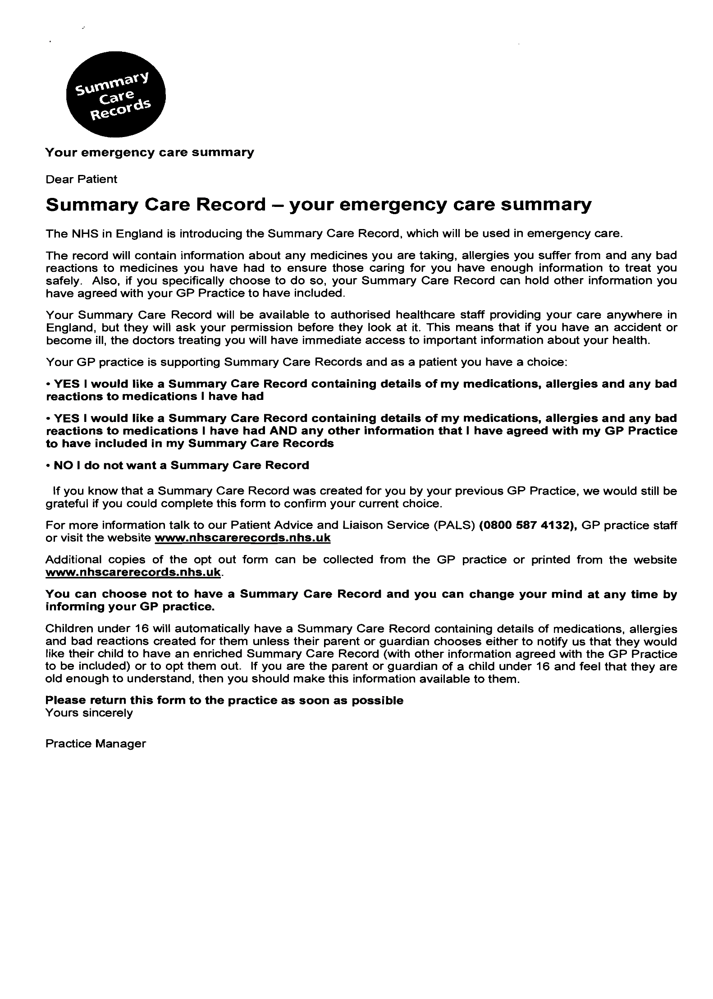 Summary
Care
Records
Your emergency care summary
Dear Patient
Summary Care Record – your emergency care summary
The NHS in England is introducing the Summary Care Record, which will be used in emergency care.
The record will contain information about any medicines you are taking, allergies you suffer from and any bad
reactions to medicines you have had to ensure those caring for you have enough information to treat you
safely. Also, if you specifically choose to do so, your Summary Care Record can hold other information you
have agreed with your GP Practice to have included.
Your Summary Care Record will be available to authorised healthcare staff providing your care anywhere in
England, but they will ask your permission before they look at it. This means that if you have an accident or
become ill, the doctors treating you will have immediate access to important information about your health.
Your GP practice is supporting Summary Care Records and as a patient you have a choice:
• YES I would like a Summary Care Record containing details of my medications, allergies and any bad
reactions to medications I have had
• YES I would like a Summary Care Record containing details of my medications, allergies and any bad
reactions to medications I have had AND any other information that I have agreed with my GP Practice
to have included in my Summary Care Records
• NO I do not want a Summary Care Record
If you know that a Summary Care Record was created for you by your previous GP Practice, we would still be
grateful if you could complete this form to confirm your current choice.
For more information talk to our Patient Advice and Liaison Service (PALS) (0800 587 4132), GP practice staff
or visit the website www.nhscarerecords.nhs.uk
Additional copies of the opt out form can be collected from the GP practice or printed from the website
www.nhscarerecords.nhs.uk.
You can choose not to have a Summary Care Record and you can change your mind at any time by
informing your GP practice.
Children under 16 will automatically have a Summary Care Record containing details of medications, allergies
and bad reactions created for them unless their parent or guardian chooses either to notify us that they would
like their child to have an enriched Summary Care Record (with other information agreed with the GP Practice
to be included) or to opt them out. If you are the parent or guardian of a child under 16 and feel that they are
old enough to understand, then you should make this information available to them.
Please return this form to the practice as soon as possible
Yours sincerely
Practice Manager